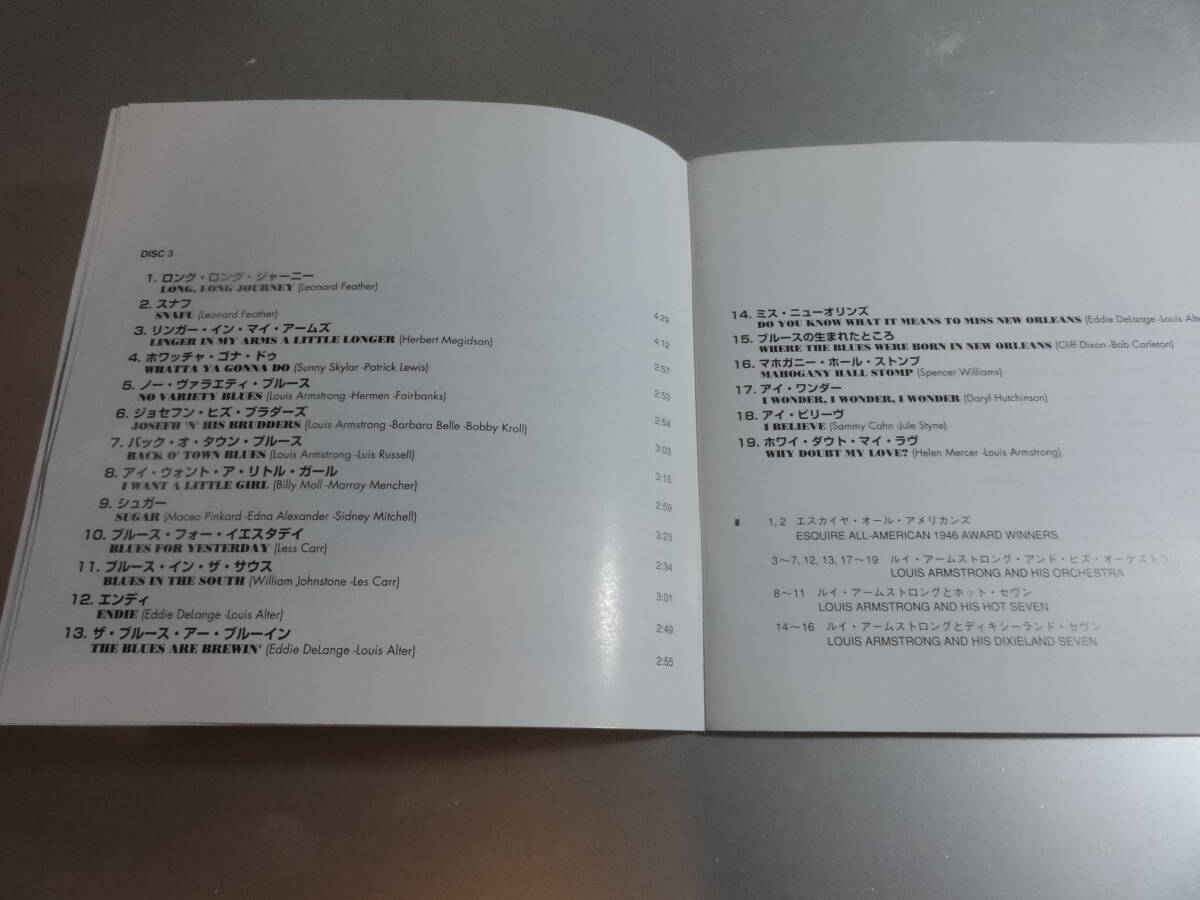 DISC 3
1. ロング・ロング・ジャーニー
LONG, LONG JOURNEY (Leonard Feather) 4:29
2. スナフ
SNAFU (Leonard Feather) 4:12
3. リンガー・イン・マイ・アームズ
LINGER IN MY ARMS A LITTLE LONGER (Herbert Megidson) 2:57
4. ホワッチャ・ゴナ・ドゥ
WHATTA YA GONNA DO (Sunny Skylar -Patrick Lewis) 2:53
5. ノー・ヴァラエティ・ブルース
NO VARIETY BLUES (Louis Armstrong -Hermen -Fairbanks) 2:54
6. ジョセフン・ヒズ・ブラダーズ
JOSEFH 'N' HIS BRUDDERS (Louis Armstrong -Barbara Belle -Bobby Kroll) 3:03
7. バック・オ・タウン・ブルース
BACK O' TOWN BLUES (Louis Armstrong -Luis Russell) 3:15
8. アイ・ウォント・ア・リトル・ガール
I WANT A LITTLE GIRL (Billy Moll -Marray Mencher) 2:59
9. シュガー
SUGAR (Maceo Pinkard -Edna Alexander -Sidney Mitchell) 3:23
10. ブルース・フォー・イエスタデイ
BLUES FOR YESTERDAY (Less Carr) 2:34
11. ブルース・イン・ザ・サウス
BLUES IN THE SOUTH (William Johnstone -Les Carr) 3:01
12. エンディ
ENDIE (Eddie DeLange -Louis Alter) 2:49
13. ザ・ブルース・アー・ブルーイン
THE BLUES ARE BREWIN' (Eddie DeLange -Louis Alter) 2:55
14. ミス・ニューオリンズ
DO YOU KNOW WHAT IT MEANS TO MISS NEW ORLEANS (Eddie DeLange -Louis Alte
15. ブルースの生まれたところ
WHERE THE BLUES WERE BORN IN NEW ORLEANS (Cliff Dixon -Bob Carleton)
16. マホガニー・ホール・ストンプ
MAHOGANY HALL STOMP (Spencer Williams)
17. アイ・ワンダー
I WONDER, I WONDER, I WONDER (Daryl Hutchinson)
18. アイ・ビリーヴ
I BELIEVE (Sammy Cahn -Jule Styne)
19. ホワイ・ダウト・マイ・ラヴ
WHY DOUBT MY LOVE? (Helen Mercer -Louis Armstrong)
1, 2 エスカイヤ・オール・アメリカンズ
ESQUIRE ALL-AMERICAN 1946 AWARD WINNERS
3〜7, 12, 13, 17〜19 ルイ・アームストロング・アンド・ヒズ・オーケストラ
LOUIS ARMSTRONG AND HIS ORCHESTRA
8〜11 ルイ・アームストロングとホット・セヴン
LOUIS ARMSTRONG AND HIS HOT SEVEN
14〜16 ルイ・アームストロングとディキシーランド・セヴン
LOUIS ARMSTRONG AND HIS DIXIELAND SEVEN